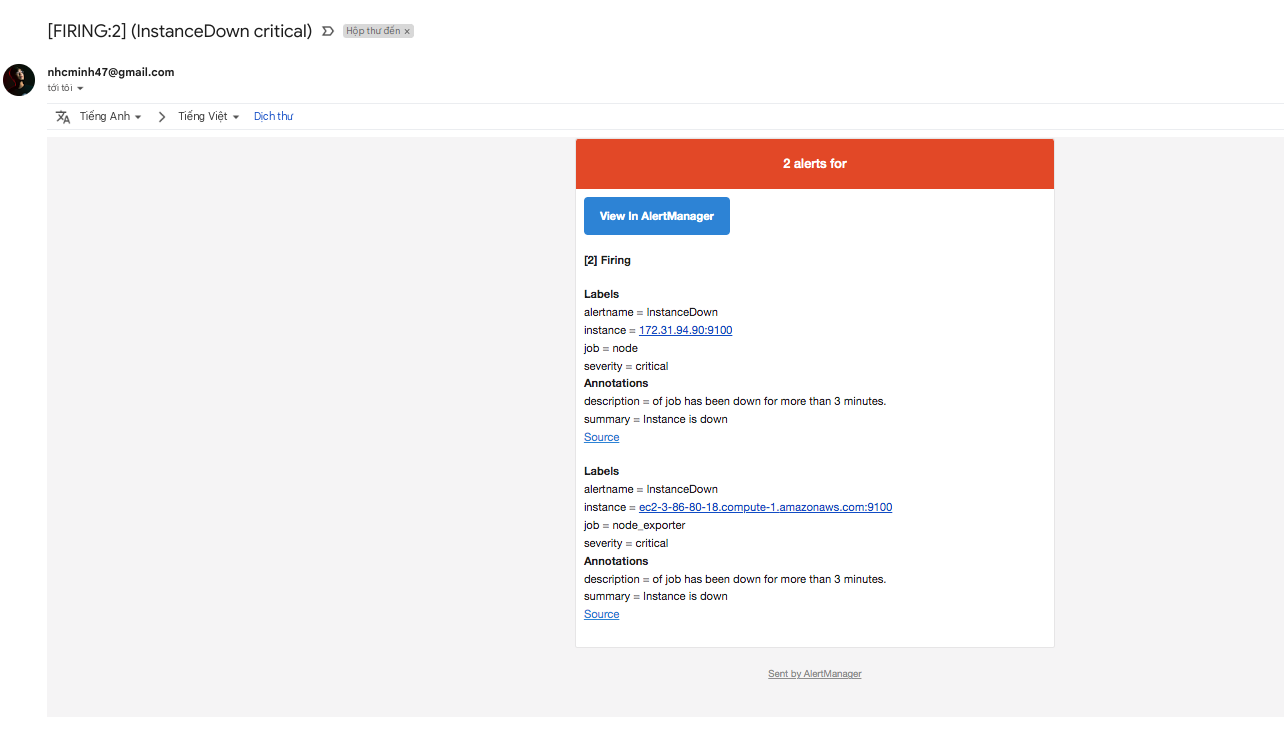 [FIRING:2] (InstanceDown critical) Hộp thư đến ×
nhcminh47@gmail.com
tới tôi
Tiếng Anh > Tiếng Việt Dịch thư
2 alerts for
View In AlertManager
[2] Firing
Labels
alertname = InstanceDown
instance = 172.31.94.90:9100
job = node
severity = critical
Annotations
description = of job has been down for more than 3 minutes.
summary = Instance is down
Source
Labels
alertname = InstanceDown
instance = ec2-3-86-80-18.compute-1.amazonaws.com:9100
job = node_exporter
severity = critical
Annotations
description = of job has been down for more than 3 minutes.
summary = Instance is down
Source
Sent by AlertManager